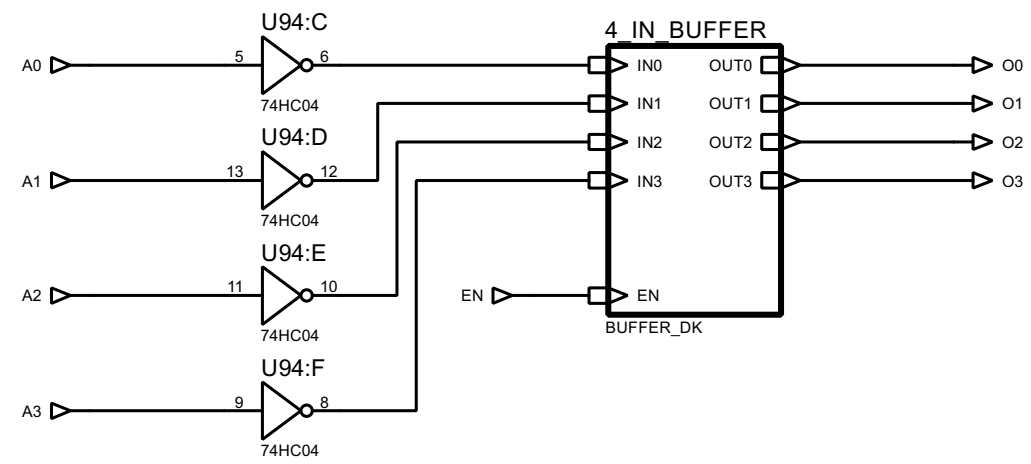 U94:C
4_IN_BUFFER
A0 5 6 IN0 OUT0 O0
74HC04
IN1 OUT1 O1
U94:D
IN2 OUT2 O2
A1 13 12 IN3 OUT3 O3
74HC04
U94:E
A2 11 10 EN EN
BUFFER_DK
74HC04
U94:F
A3 9 8
74HC04